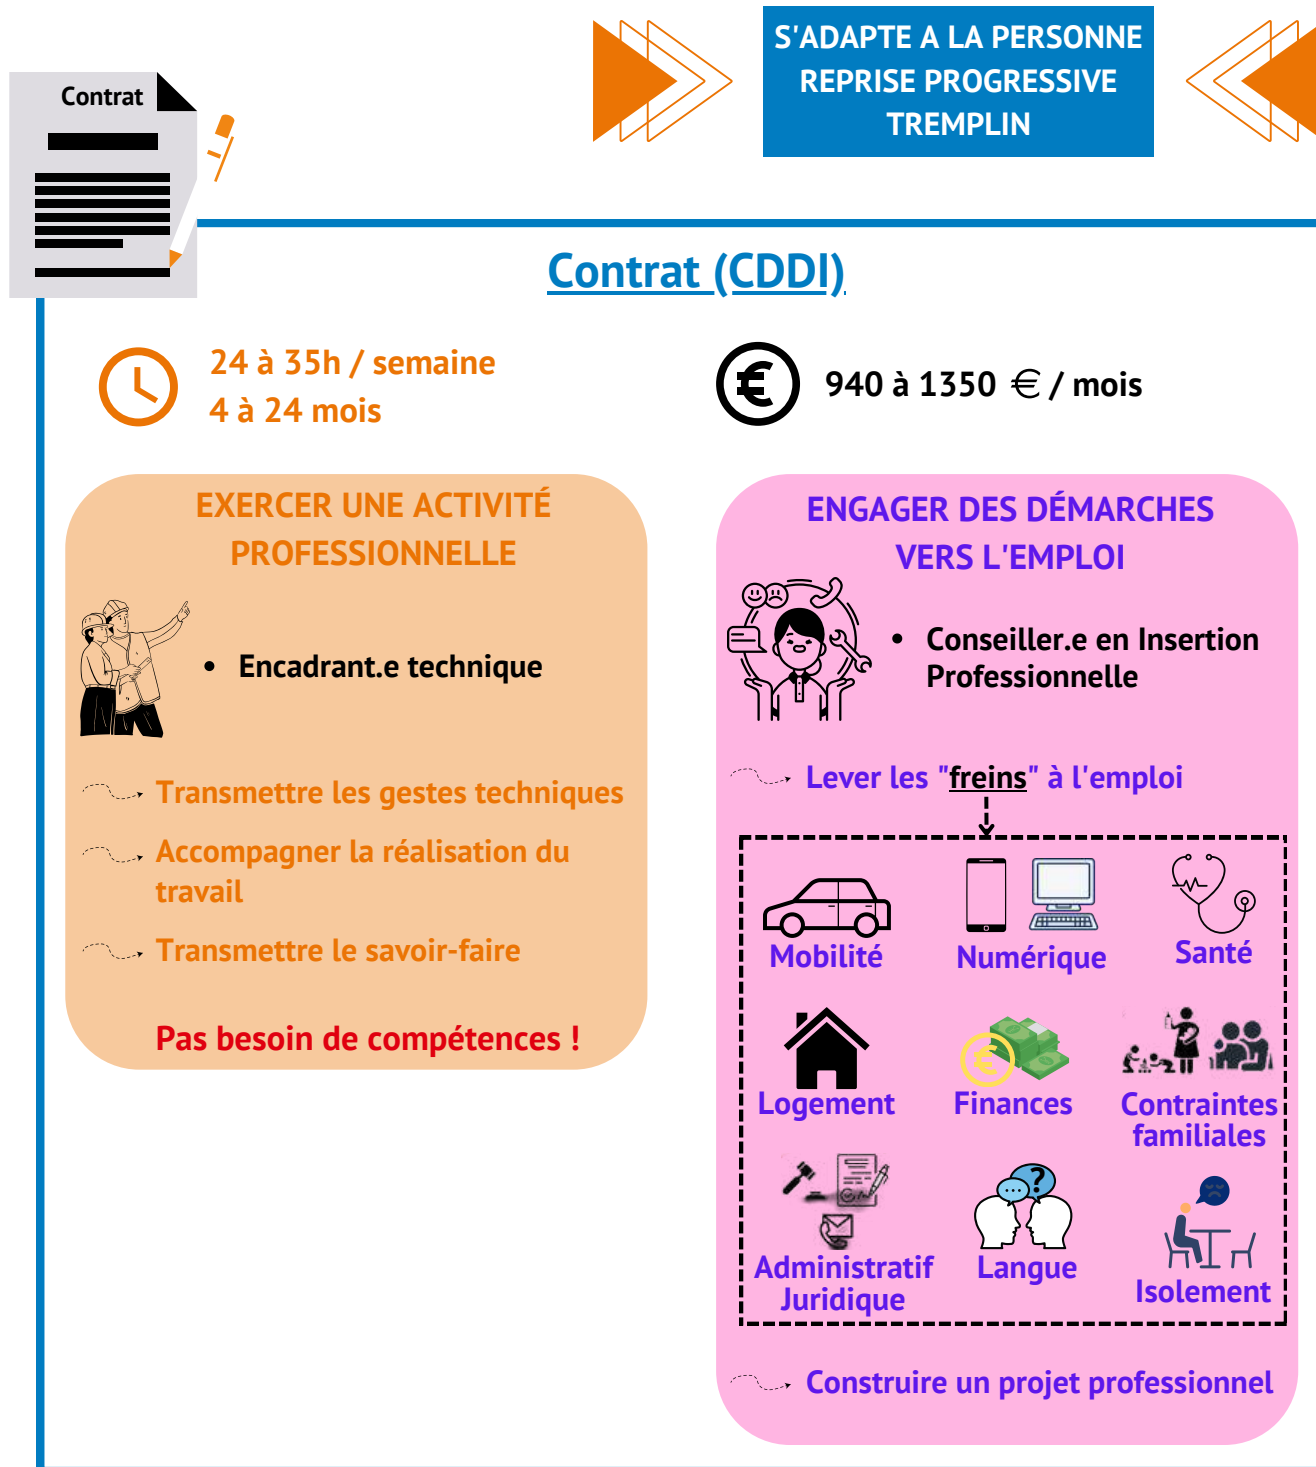 S'ADAPTE A LA PERSONNE
REPRISE PROGRESSIVE
TREMPLIN
Contrat
Contrat (CDDI)
24 à 35h / semaine
4 à 24 mois
€
940 à 1350 € / mois
EXERCER UNE ACTIVITÉ
PROFESSIONNELLE
• Encadrant.e technique
Transmettre les gestes techniques
Accompagner la réalisation du
travail
Transmettre le savoir-faire
Pas besoin de compétences !
ENGAGER DES DÉMARCHES
VERS L'EMPLOI
• Conseiller.e en Insertion
Professionnelle
Lever les "freins" à l'emploi
Mobilité
Numérique
Santé
€
Logement
Finances
Contraintes
familiales
?
Administratif
Juridique
Langue
Isolement
Construire un projet professionnel